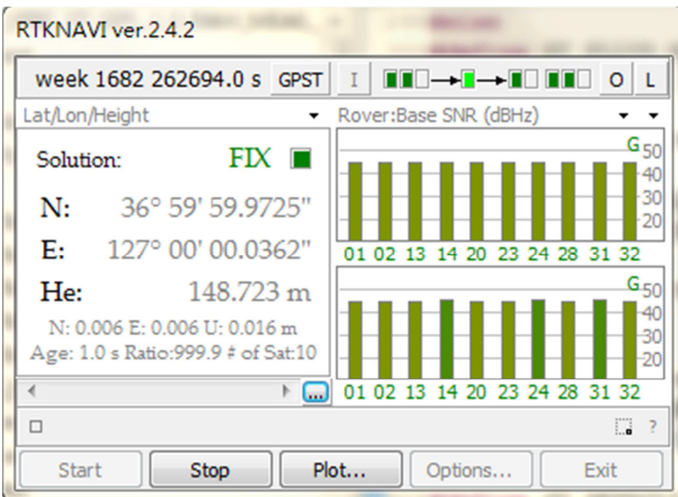 RTKNAVI ver.2.4.2
week 1682 262694.0 s GPST I O L
Lat/Lon/Height
Solution: FIX
N: 36° 59' 59.9725"
E: 127° 00' 00.0362"
He: 148.723 m
N: 0.006 E: 0.006 U: 0.016 m
Age: 1.0 s Ratio:999.9 # of Sat:10
...
Rover:Base SNR (dBHz)
G 50
40
30
20
01 02 13 14 20 23 24 28 31 32
G 50
40
30
20
01 02 13 14 20 23 24 28 31 32
?
Start Stop Plot... Options... Exit